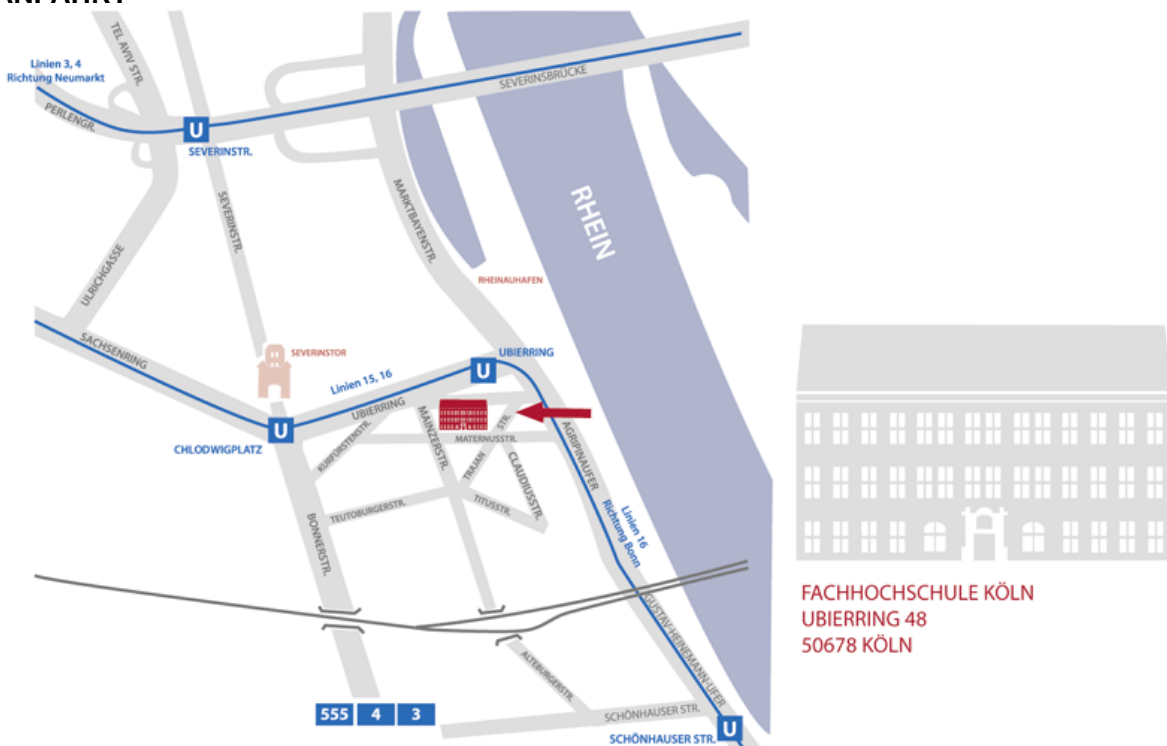 ANFAHRT
TEL AVIV STR.
Linien 3, 4
Richtung Neumarkt
PERLENGR.
SEVERINSBRÜCKE
U
SEVERINSTR.
SEVERINSTR.
MARKTBAYENSTR.
RHEIN
ULRICHGASSE
RHEINAUHAFEN
SACHSENRING
SEVERINSTOR
UBIERRING
U
Linien 15, 16
UBIERRING
U
CHLODWIGPLATZ
KURFÜRSTENSTR.
MAINZERSTR.
MATERNUSSTR.
TRAJAN
STR.
CLAUDIUSSTR.
AGRIPINAUFER
TITUSSTR.
TEUTOBURGERSTR.
BONNERSTR.
Linien 16
Richtung Bonn
GUSTAV-HEINEMANN-UFER
ALTEBURGERSTR.
555 4 3
SCHÖNHAUSER STR.
U
SCHÖNHAUSER STR.
FACHHOCHSCHULE KÖLN
UBIERRING 48
50678 KÖLN